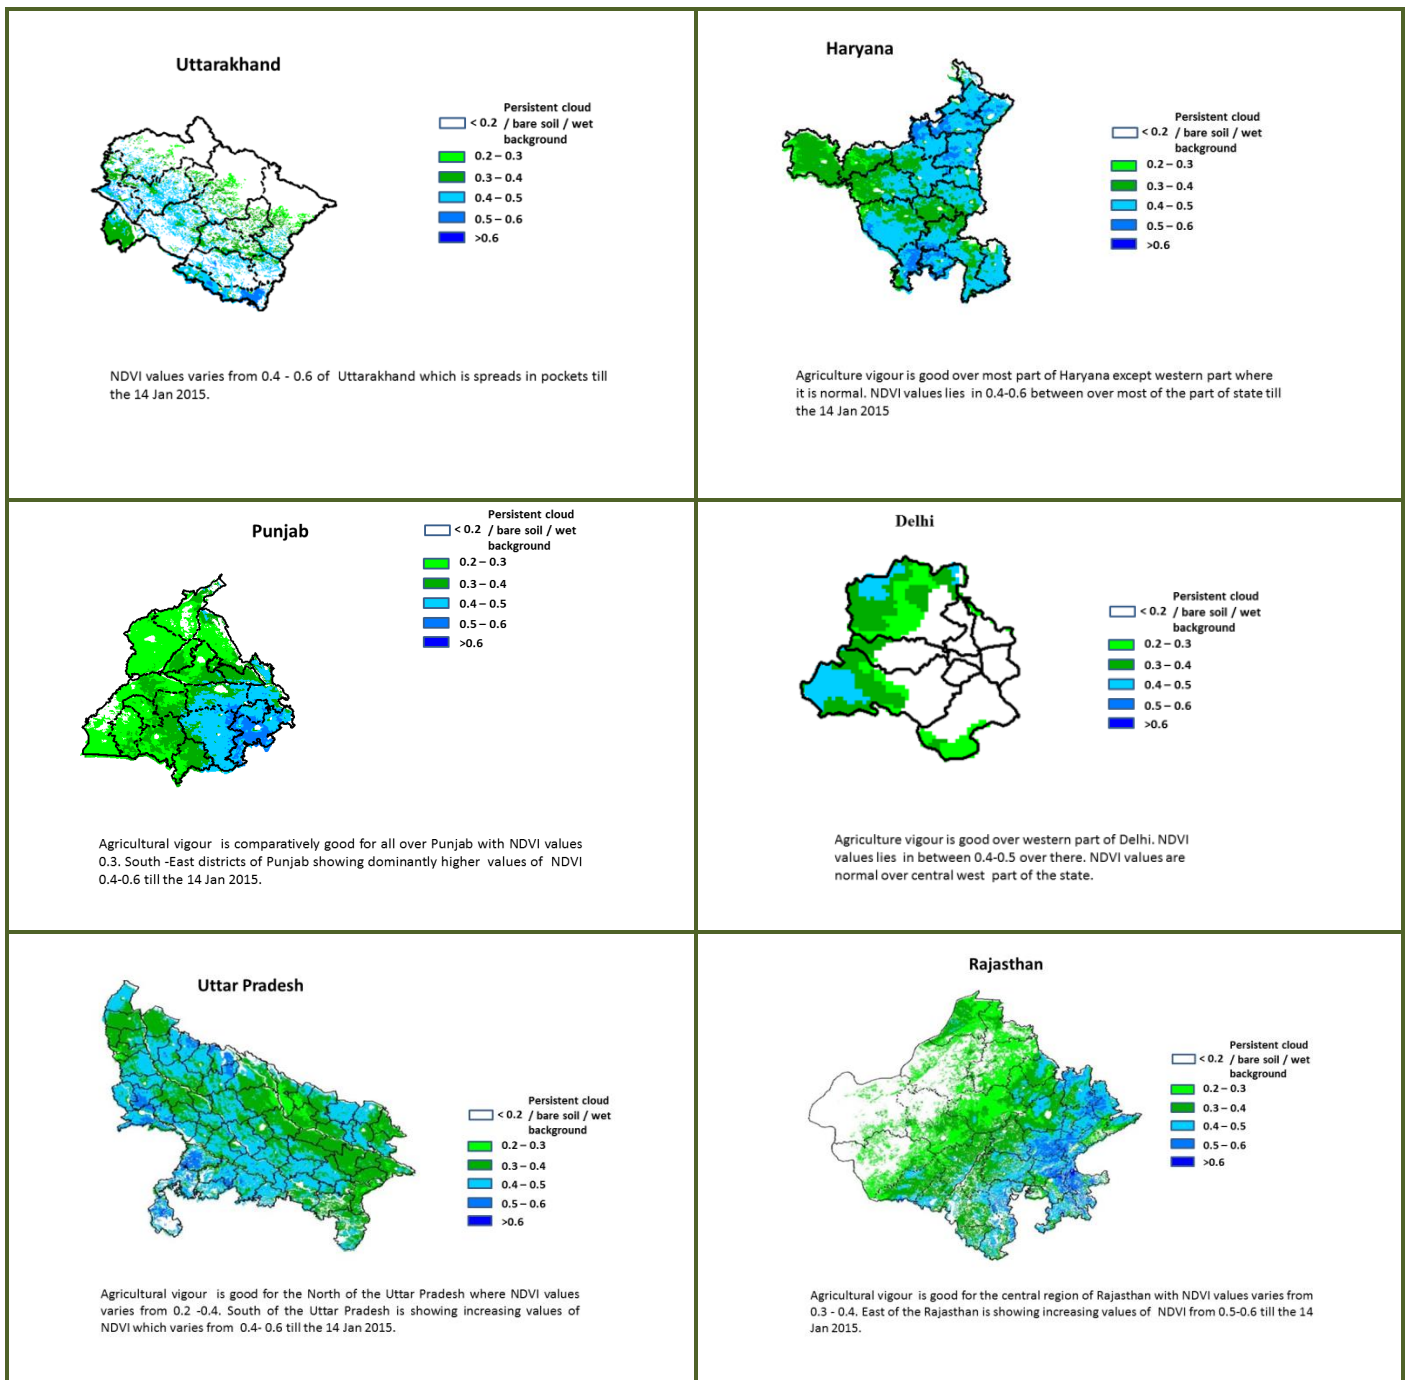 Uttarakhand
Persistent cloud
< 0.2 / bare soil / wet
background
0.2 – 0.3
0.3 – 0.4
0.4 – 0.5
0.5 – 0.6
>0.6
NDVI values varies from 0.4 - 0.6 of Uttarakhand which is spreads in pockets till
the 14 Jan 2015.
Haryana
Persistent cloud
< 0.2 / bare soil / wet
background
0.2 – 0.3
0.3 – 0.4
0.4 – 0.5
0.5 – 0.6
>0.6
Agriculture vigour is good over most part of Haryana except western part where
it is normal. NDVI values lies in 0.4-0.6 between over most of the part of state till
the 14 Jan 2015
Punjab
Persistent cloud
< 0.2 / bare soil / wet
background
0.2 – 0.3
0.3 – 0.4
0.4 – 0.5
0.5 – 0.6
>0.6
Agricultural vigour is comparatively good for all over Punjab with NDVI values
0.3. South -East districts of Punjab showing dominantly higher values of NDVI
0.4-0.6 till the 14 Jan 2015.
Delhi
Persistent cloud
< 0.2 / bare soil / wet
background
0.2 – 0.3
0.3 – 0.4
0.4 – 0.5
0.5 – 0.6
>0.6
Agriculture vigour is good over western part of Delhi. NDVI
values lies in between 0.4-0.5 over there. NDVI values are
normal over central west part of the state.
Uttar Pradesh
Persistent cloud
< 0.2 / bare soil / wet
background
0.2 – 0.3
0.3 – 0.4
0.4 – 0.5
0.5 – 0.6
>0.6
Agricultural vigour is good for the North of the Uttar Pradesh where NDVI values
varies from 0.2 -0.4. South of the Uttar Pradesh is showing increasing values of
NDVI which varies from 0.4- 0.6 till the 14 Jan 2015.
Rajasthan
Persistent cloud
< 0.2 / bare soil / wet
background
0.2 – 0.3
0.3 – 0.4
0.4 – 0.5
0.5 – 0.6
>0.6
Agricultural vigour is good for the central region of Rajasthan with NDVI values varies from
0.3 - 0.4. East of the Rajasthan is showing increasing values of NDVI from 0.5-0.6 till the 14
Jan 2015.